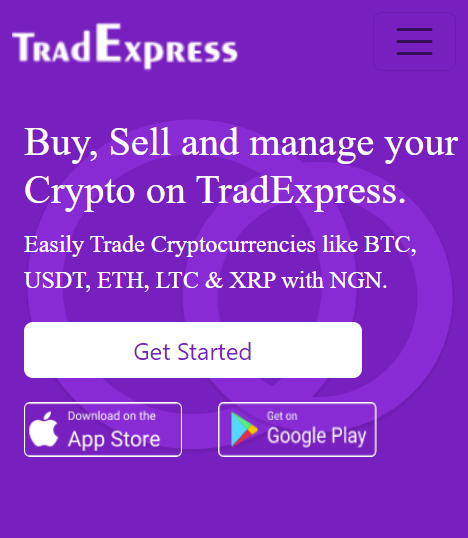 TradExpress
Buy, Sell and manage your
Crypto on TradExpress.
Easily Trade Cryptocurrencies like BTC,
USDT, ETH, LTC & XRP with NGN.
Get Started
Download on the
App Store
Get on
Google Play